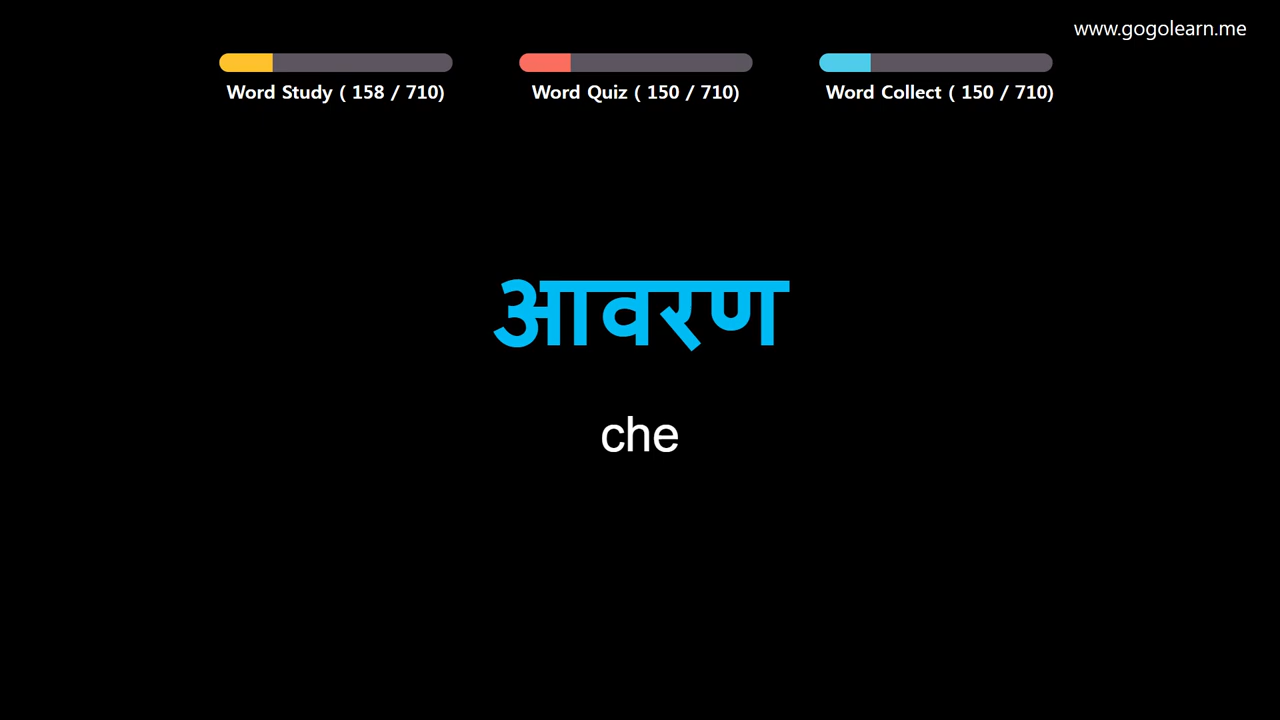 www.gogolearn.me
Word Study ( 158 / 710)
Word Quiz ( 150 / 710)
Word Collect ( 150 / 710)
आवरण
che